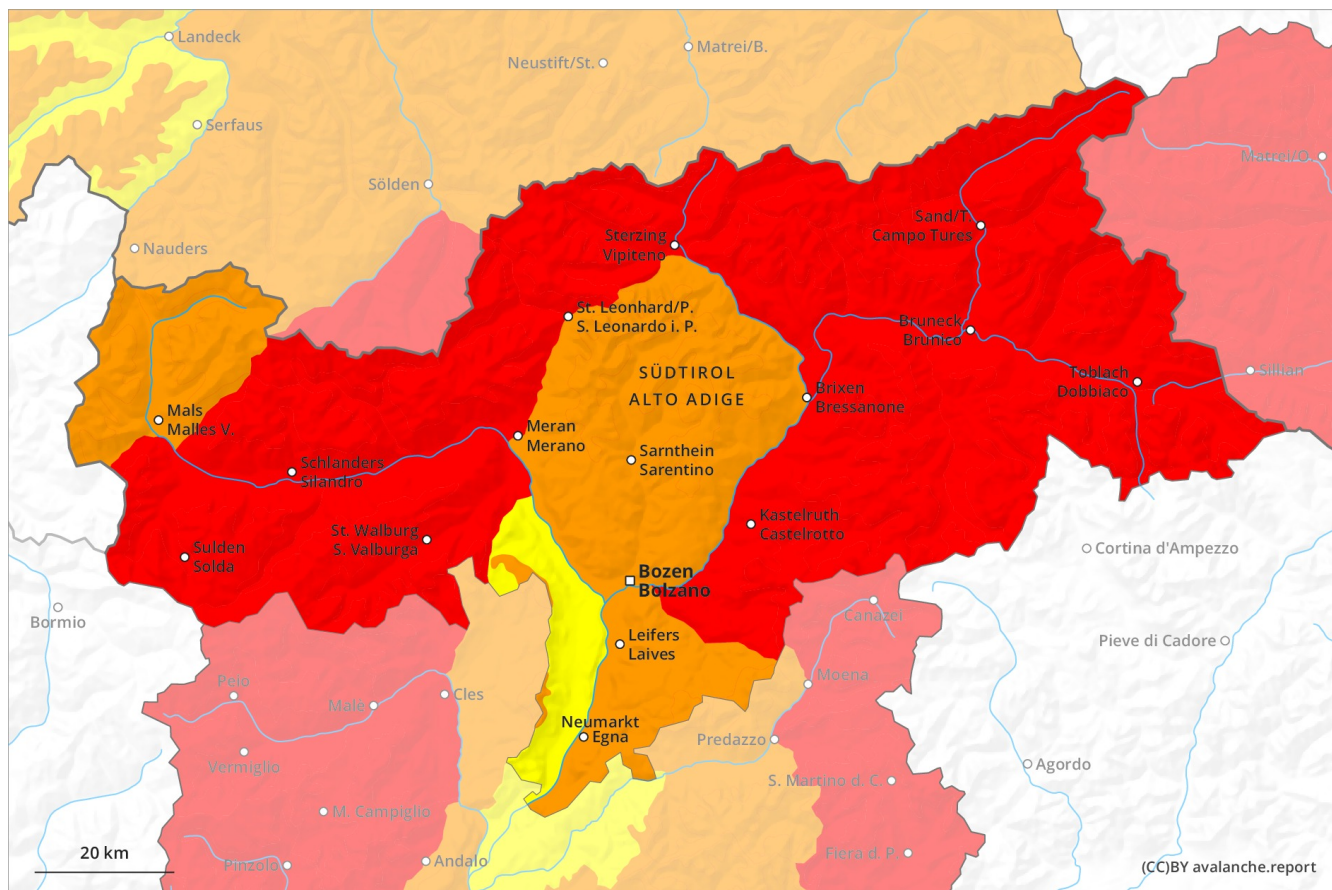 Landeck
Matrei/B.
Neustift/St.
Serfaus
Matrei/O.
Sölden
Sand/T.
Campo Tures
Sterzing
Vipiteno
Nauders
St. Leonhard/P.
S. Leonardo i. P.
Bruneck
Brunico
SÜDTIROL
ALTO ADIGE
Toblach
Dobbiaco
Sillian
Brixen
Bressanone
Mals
Malles V.
Meran
Merano
Sarnthein
Sarentino
Schlanders
Silandro
Kastelruth
Castelrotto
St. Walburg
S. Valburga
Sulden
Solda
Cortina d'Ampezzo
Bozen
Bolzano
Bormio
Canazei
Leifers
Laives
Pieve di Cadore
Moena
Peio
Cles
Malè
Neumarkt
Egna
Predazzo
Vermiglio
Agordo
S. Martino d. C.
M. Campiglio
20 km
Pinzolo
Andalo
Fiera d. P.
(CC)BY avalanche.report